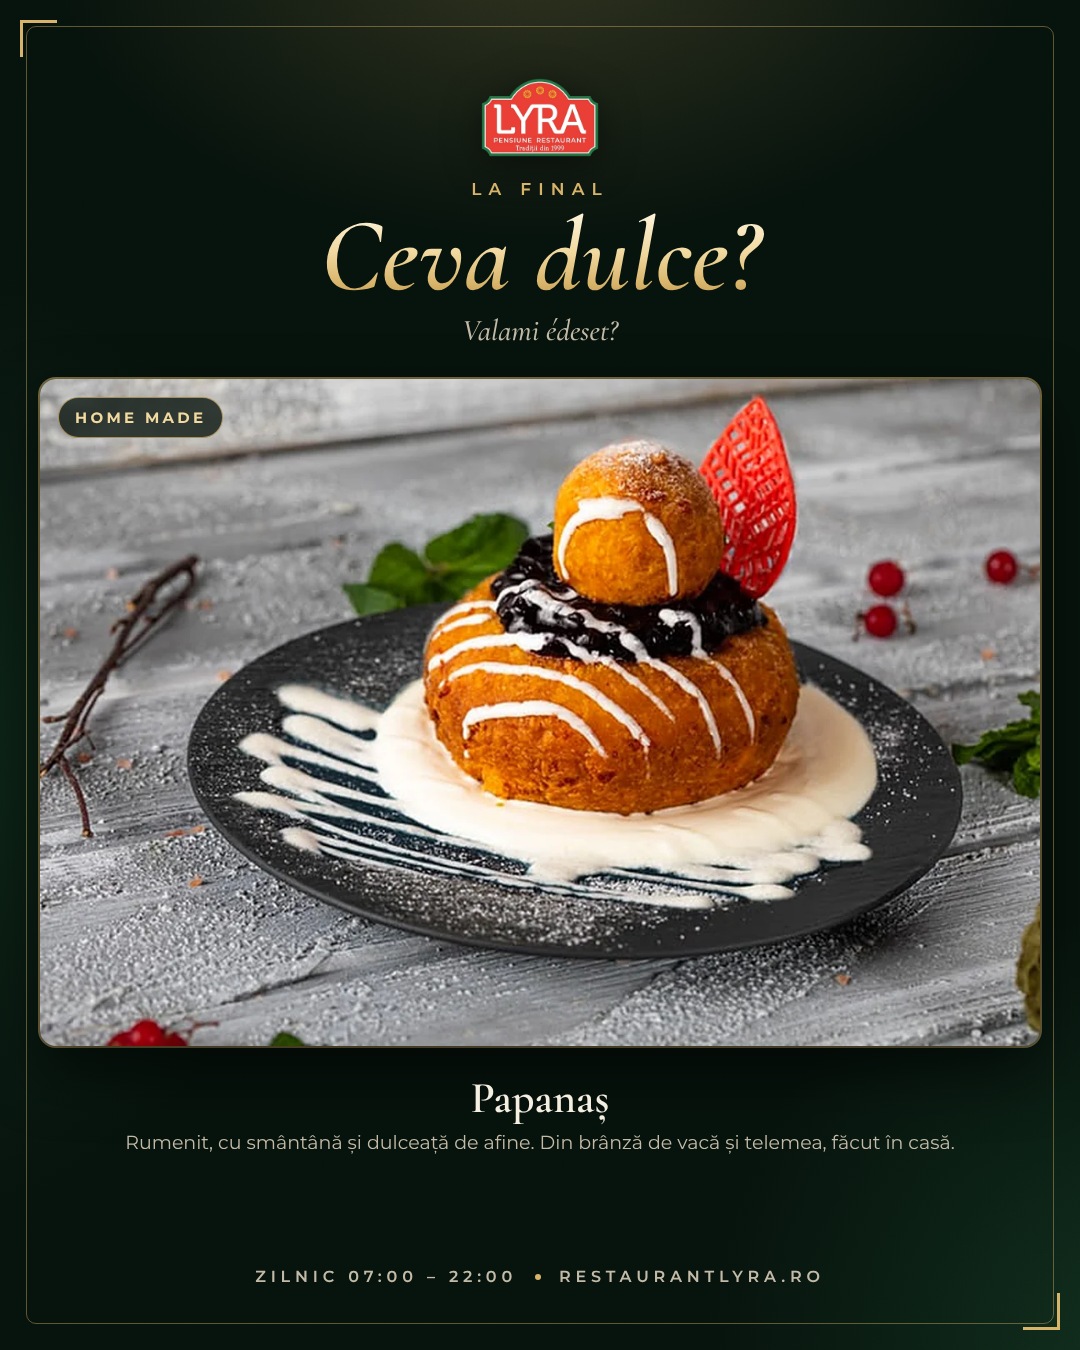 LYRA
PENSIUNE RESTAURANT
Tradiții din 1999
LA FINAL
Ceva dulce?
Valami édeset?
HOME MADE
Papanaș
Rumenit, cu smântână și dulceață de afine. Din brânză de vacă și telemea, făcut în casă.
ZILNIC 07:00 – 22:00 • RESTAURANTLYRA.RO